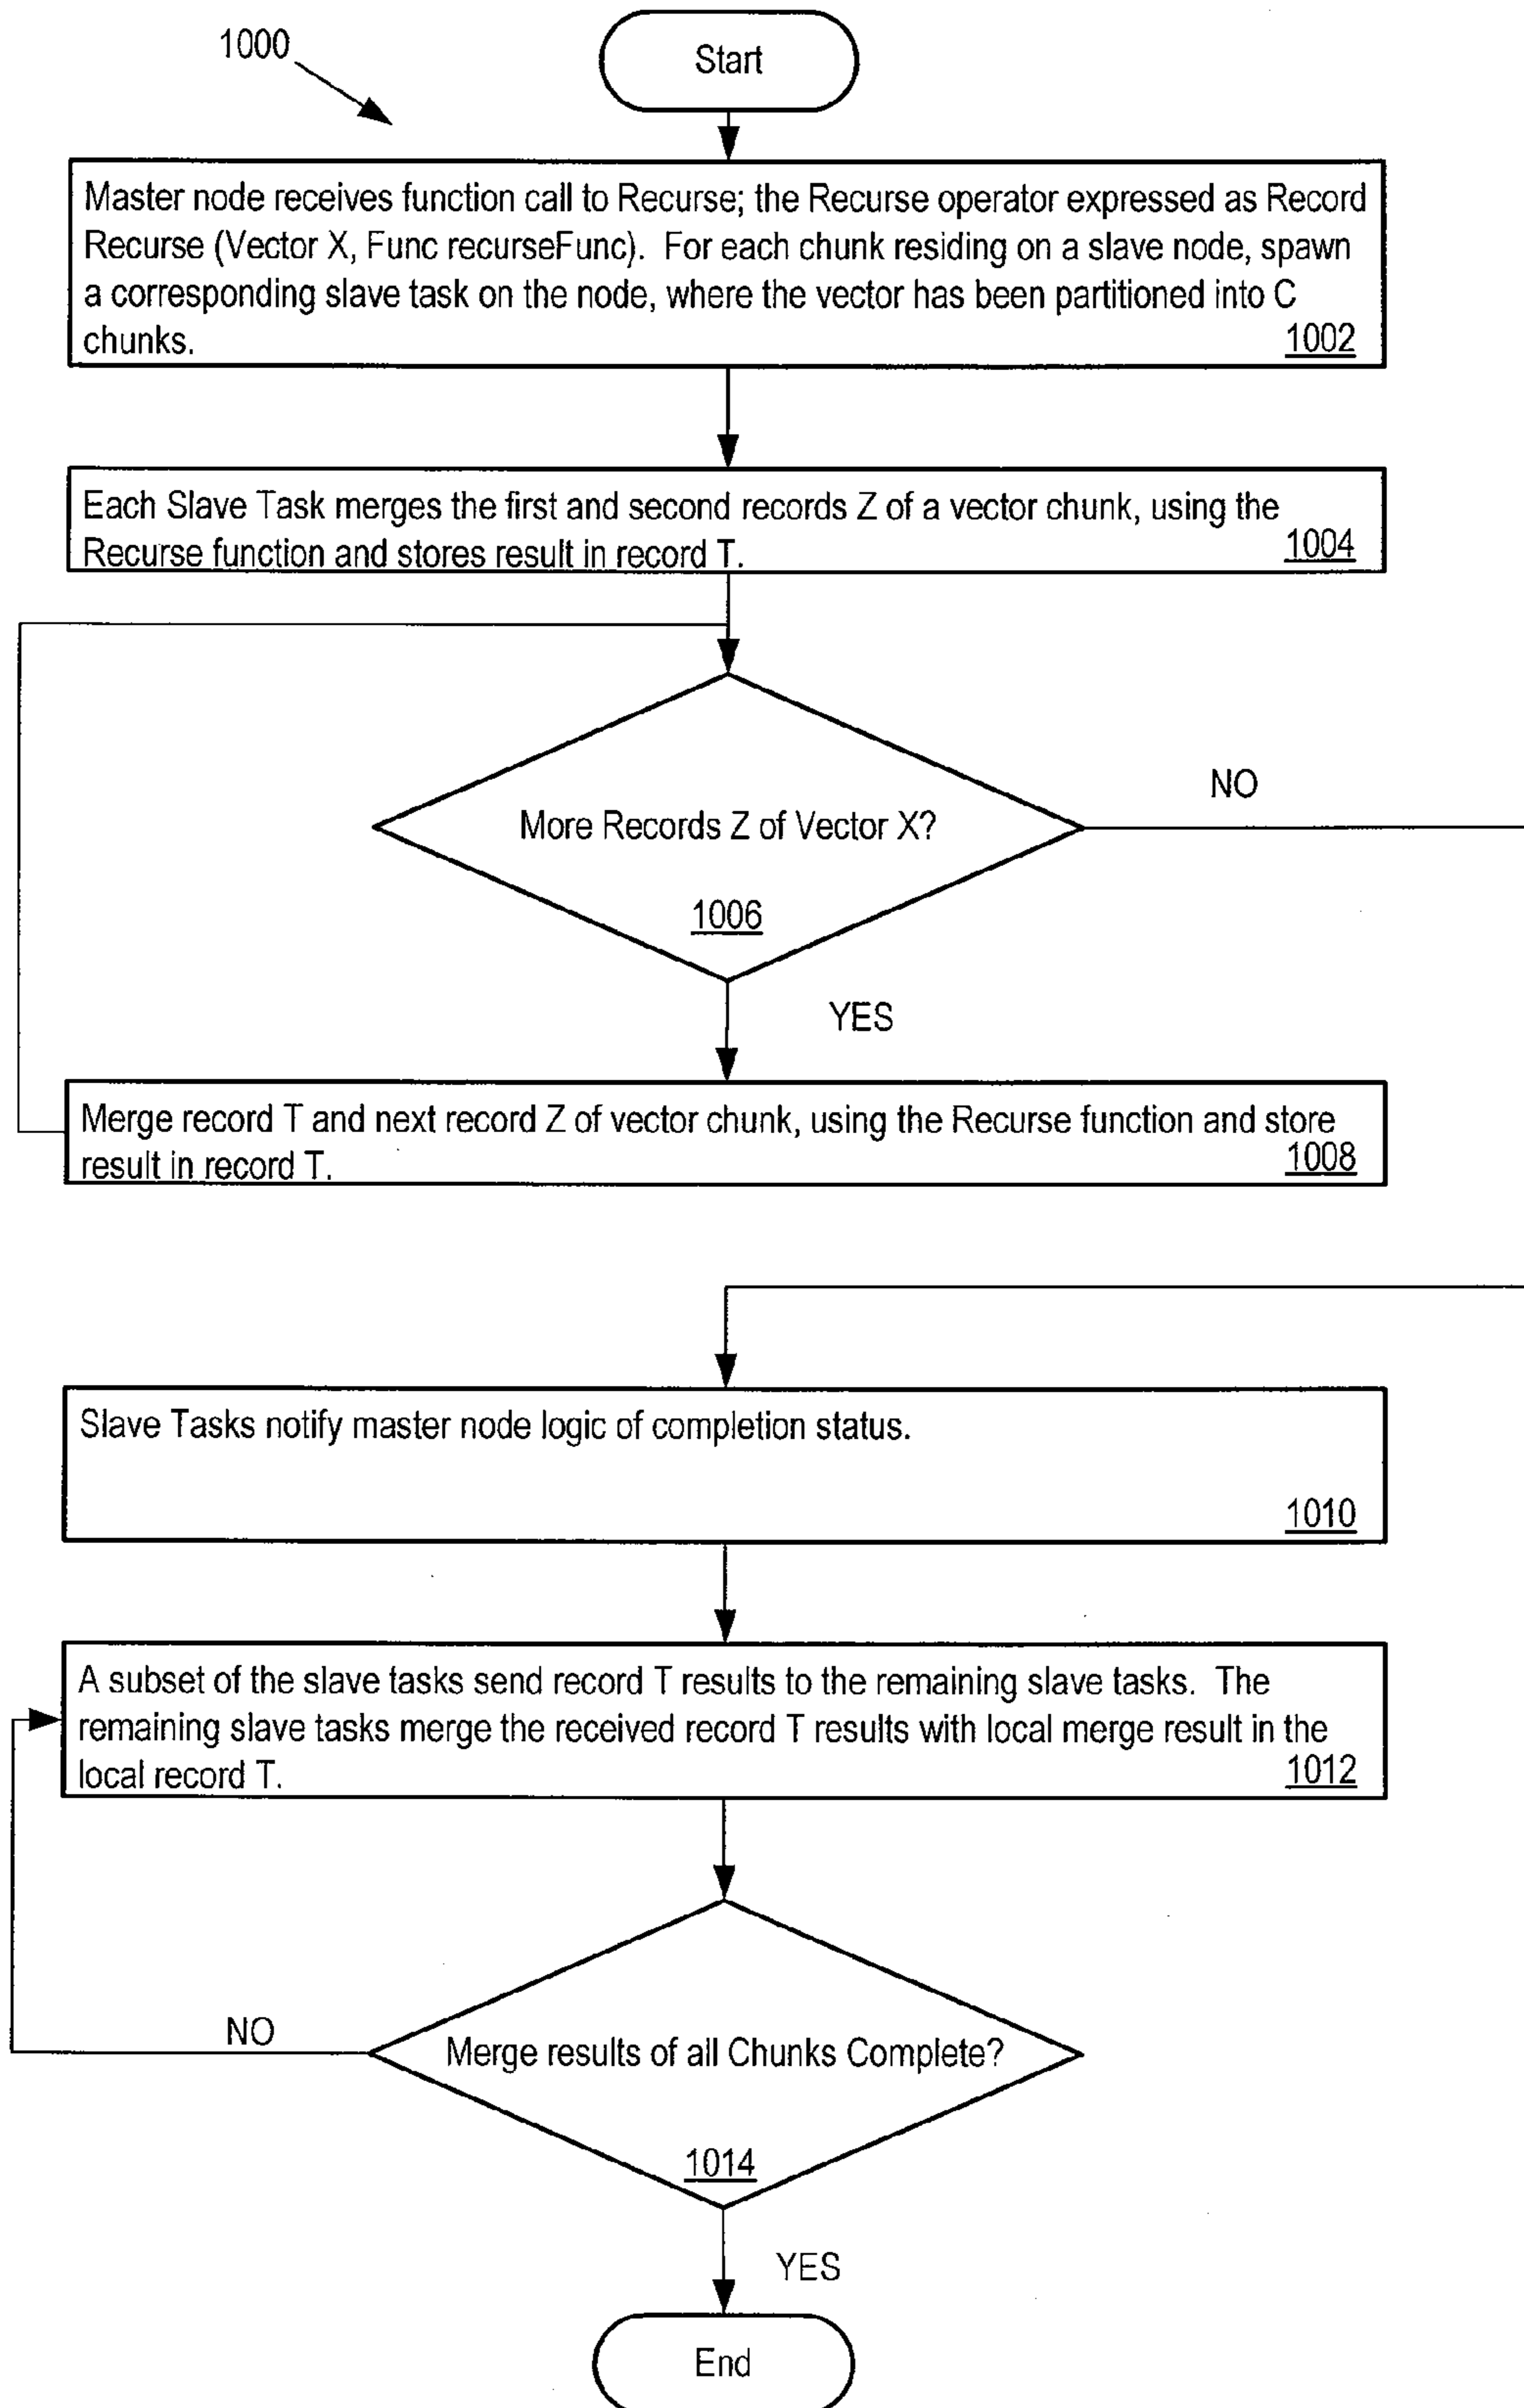 1000
Start
Master node receives function call to Recurse; the Recurse operator expressed as Record
Recurse (Vector X, Func recurseFunc).  For each chunk residing on a slave node, spawn
a corresponding slave task on the node, where the vector has been partitioned into C
chunks.
1002
Each Slave Task merges the first and second records Z of a vector chunk, using the
Recurse function and stores result in record T.
1004
More Records Z of Vector X?
1006
NO
YES
Merge record T and next record Z of vector chunk, using the Recurse function and store
result in record T.
1008
Slave Tasks notify master node logic of completion status.
1010
A subset of the slave tasks send record T results to the remaining slave tasks.  The
remaining slave tasks merge the received record T results with local merge result in the
local record T.
1012
NO
Merge results of all Chunks Complete?
1014
YES
End